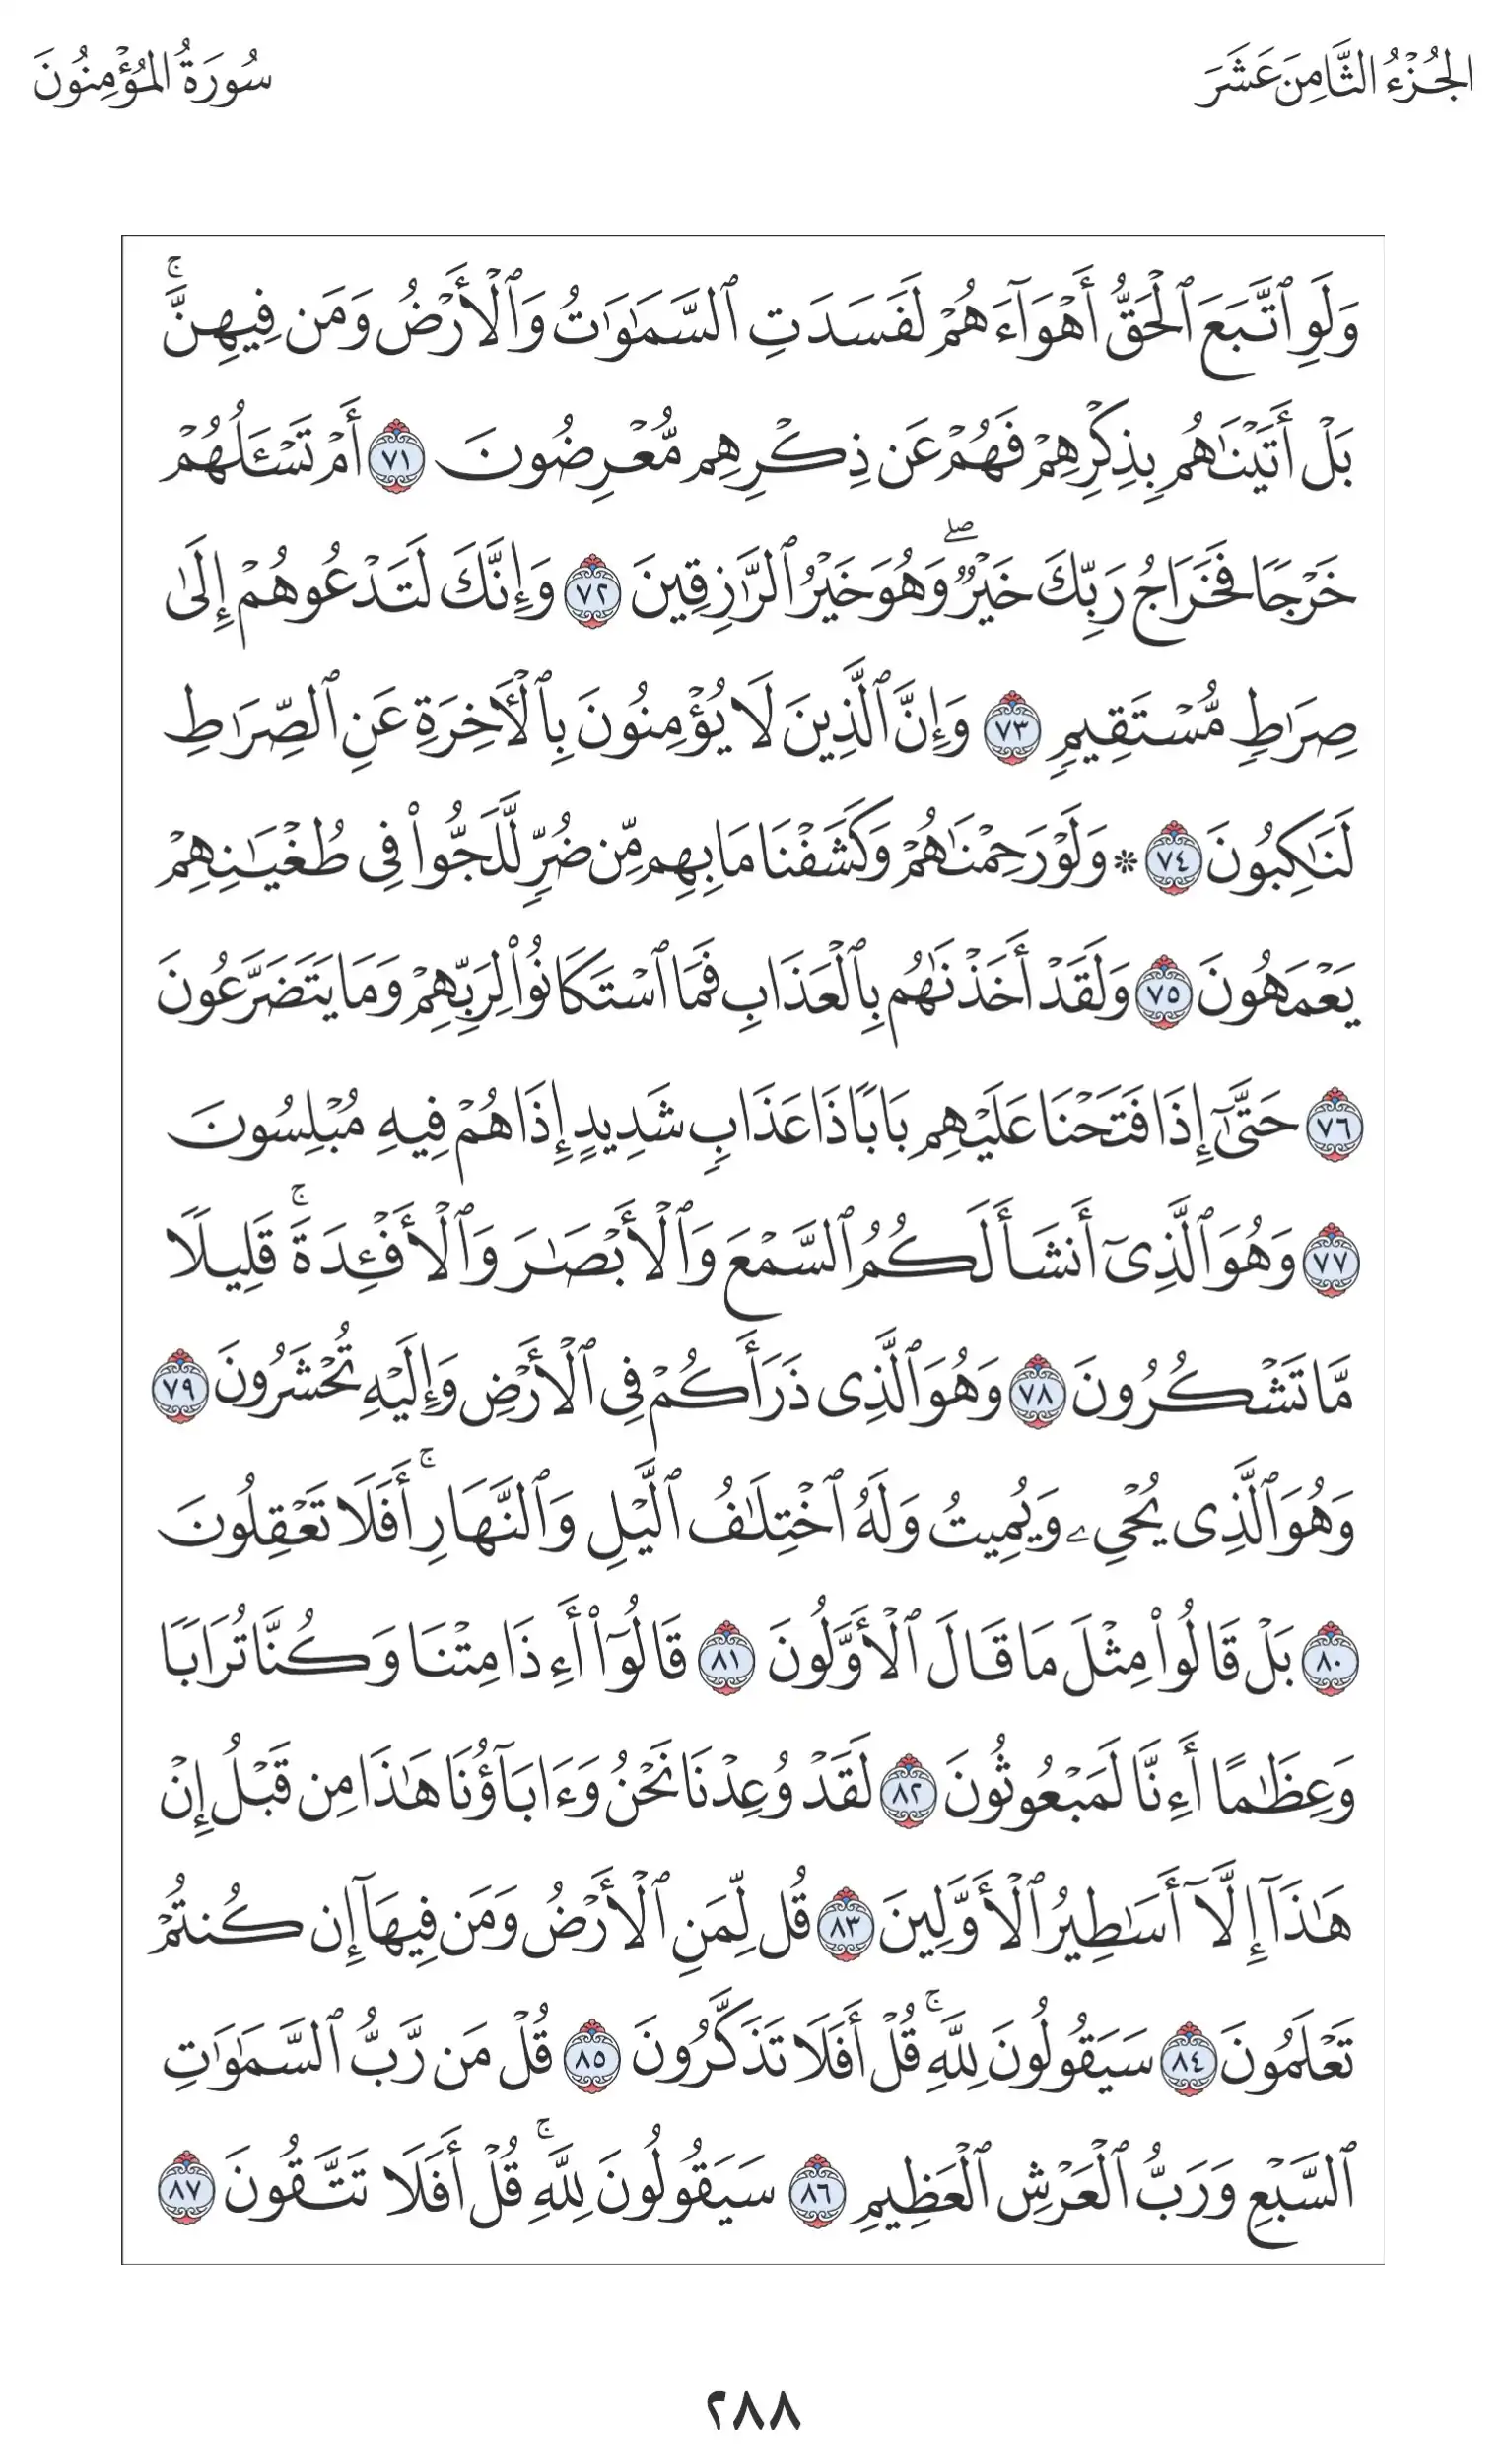 الجُزْءُ الثَّامِنَ عَشَرَ
سُورَةُ المُؤْمِنُونَ
وَلَوِ ٱتَّبَعَ ٱلْحَقُّ أَهْوَآءَهُمْ لَفَسَدَتِ ٱلسَّمَٰوَٰتُ وَٱلْأَرْضُ وَمَن فِيهِنَّۚ
بَلْ أَتَيْنَٰهُم بِذِكْرِهِمْ فَهُمْ عَن ذِكْرِهِم مُّعْرِضُونَ ٧١ أَمْ تَسْـَٔلُهُمْ
خَرْجًا فَخَرَاجُ رَبِّكَ خَيْرٌۖ وَهُوَ خَيْرُ ٱلرَّٰزِقِينَ ٧٢ وَإِنَّكَ لَتَدْعُوهُمْ إِلَىٰ
صِرَٰطٍ مُّسْتَقِيمٍ ٧٣ وَإِنَّ ٱلَّذِينَ لَا يُؤْمِنُونَ بِٱلْأَخِرَةِ عَنِ ٱلصِّرَٰطِ
لَنَٰكِبُونَ ٧٤ * وَلَوْ رَحِمْنَٰهُمْ وَكَشَفْنَا مَا بِهِم مِّن ضُرٍّ لَّلَجُّوا۟ فِى طُغْيَٰنِهِمْ
يَعْمَهُونَ ٧٥ وَلَقَدْ أَخَذْنَٰهُم بِٱلْعَذَابِ فَمَا ٱسْتَكَانُوا۟ لِرَبِّهِمْ وَمَا يَتَضَرَّعُونَ
٧٦ حَتَّىٰٓ إِذَا فَتَحْنَا عَلَيْهِم بَابًا ذَا عَذَابٍ شَدِيدٍ إِذَا هُمْ فِيهِ مُبْلِسُونَ
٧٧ وَهُوَ ٱلَّذِىٓ أَنشَأَ لَكُمُ ٱلسَّمْعَ وَٱلْأَبْصَٰرَ وَٱلْأَفْـِٔدَةَۚ قَلِيلًا
مَّا تَشْكُرُونَ ٧٨ وَهُوَ ٱلَّذِى ذَرَأَكُمْ فِى ٱلْأَرْضِ وَإِلَيْهِ تُحْشَرُونَ ٧٩
وَهُوَ ٱلَّذِى يُحْىِۦ وَيُمِيتُ وَلَهُ ٱخْتِلَٰفُ ٱلَّيْلِ وَٱلنَّهَارِۚ أَفَلَا تَعْقِلُونَ
٨٠ بَلْ قَالُوا۟ مِثْلَ مَا قَالَ ٱلْأَوَّلُونَ ٨١ قَالُوٓا۟ أَءِذَا مِتْنَا وَكُنَّا تُرَابًا
وَعِظَٰمًا أَءِنَّا لَمَبْعُوثُونَ ٨٢ لَقَدْ وُعِدْنَا نَحْنُ وَءَابَآؤُنَا هَٰذَا مِن قَبْلُ إِنْ
هَٰذَآ إِلَّآ أَسَٰطِيرُ ٱلْأَوَّلِينَ ٨٣ قُل لِّمَنِ ٱلْأَرْضُ وَمَن فِيهَآ إِن كُنتُمْ
تَعْلَمُونَ ٨٤ سَيَقُولُونَ لِلَّهِۚ قُلْ أَفَلَا تَذَكَّرُونَ ٨٥ قُلْ مَن رَّبُّ ٱلسَّمَٰوَٰتِ
ٱلسَّبْعِ وَرَبُّ ٱلْعَرْشِ ٱلْعَظِيمِ ٨٦ سَيَقُولُونَ لِلَّهِۚ قُلْ أَفَلَا تَتَّقُونَ ٨٧
٢٨٨